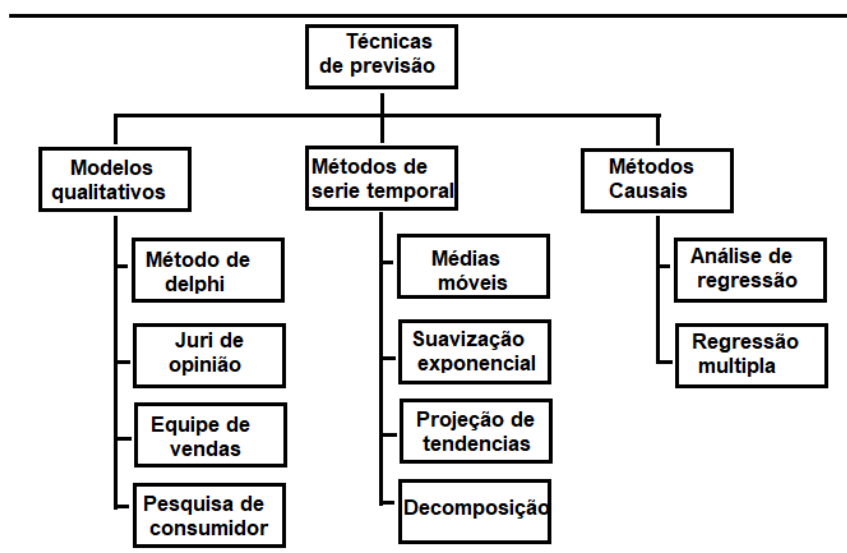 Técnicas
de previsão
Modelos
qualitativos
Métodos de
serie temporal
Métodos
Causais
Método de
delphi
Juri de
opinião
Equipe de
vendas
Pesquisa de
consumidor
Médias
móveis
Suavização
exponencial
Projeção de
tendencias
Decomposição
Análise de
regressão
Regressão
multipla